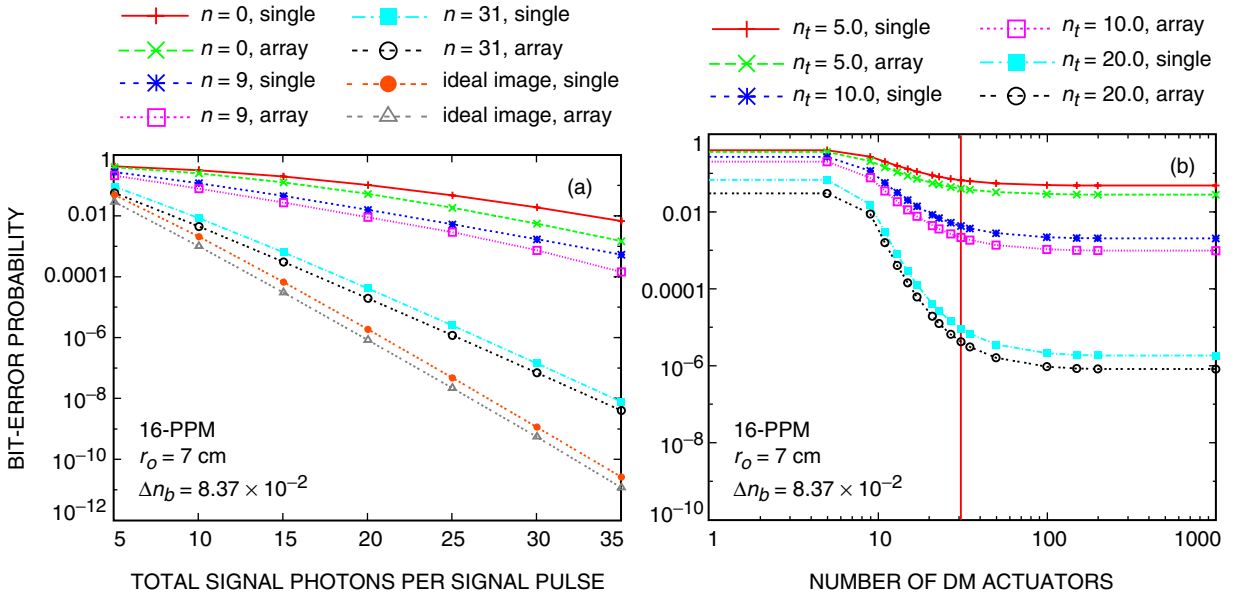 n = 0, single
n = 0, array
n = 9, single
n = 9, array
n = 31, single
n = 31, array
ideal image, single
ideal image, array
BIT-ERROR PROBABILITY
1
0.01
0.0001
10⁻⁶
10⁻⁸
10⁻¹⁰
10⁻¹²
(a)
16-PPM
rₒ = 7 cm
Δn_b = 8.37 × 10⁻²
5 10 15 20 25 30 35
TOTAL SIGNAL PHOTONS PER SIGNAL PULSE
nₜ = 5.0, single
nₜ = 5.0, array
nₜ = 10.0, single
nₜ = 10.0, array
nₜ = 20.0, single
nₜ = 20.0, array
1
0.01
0.0001
10⁻⁶
10⁻⁸
10⁻¹⁰
(b)
16-PPM
rₒ = 7 cm
Δn_b = 8.37 × 10⁻²
1 10 100 1000
NUMBER OF DM ACTUATORS